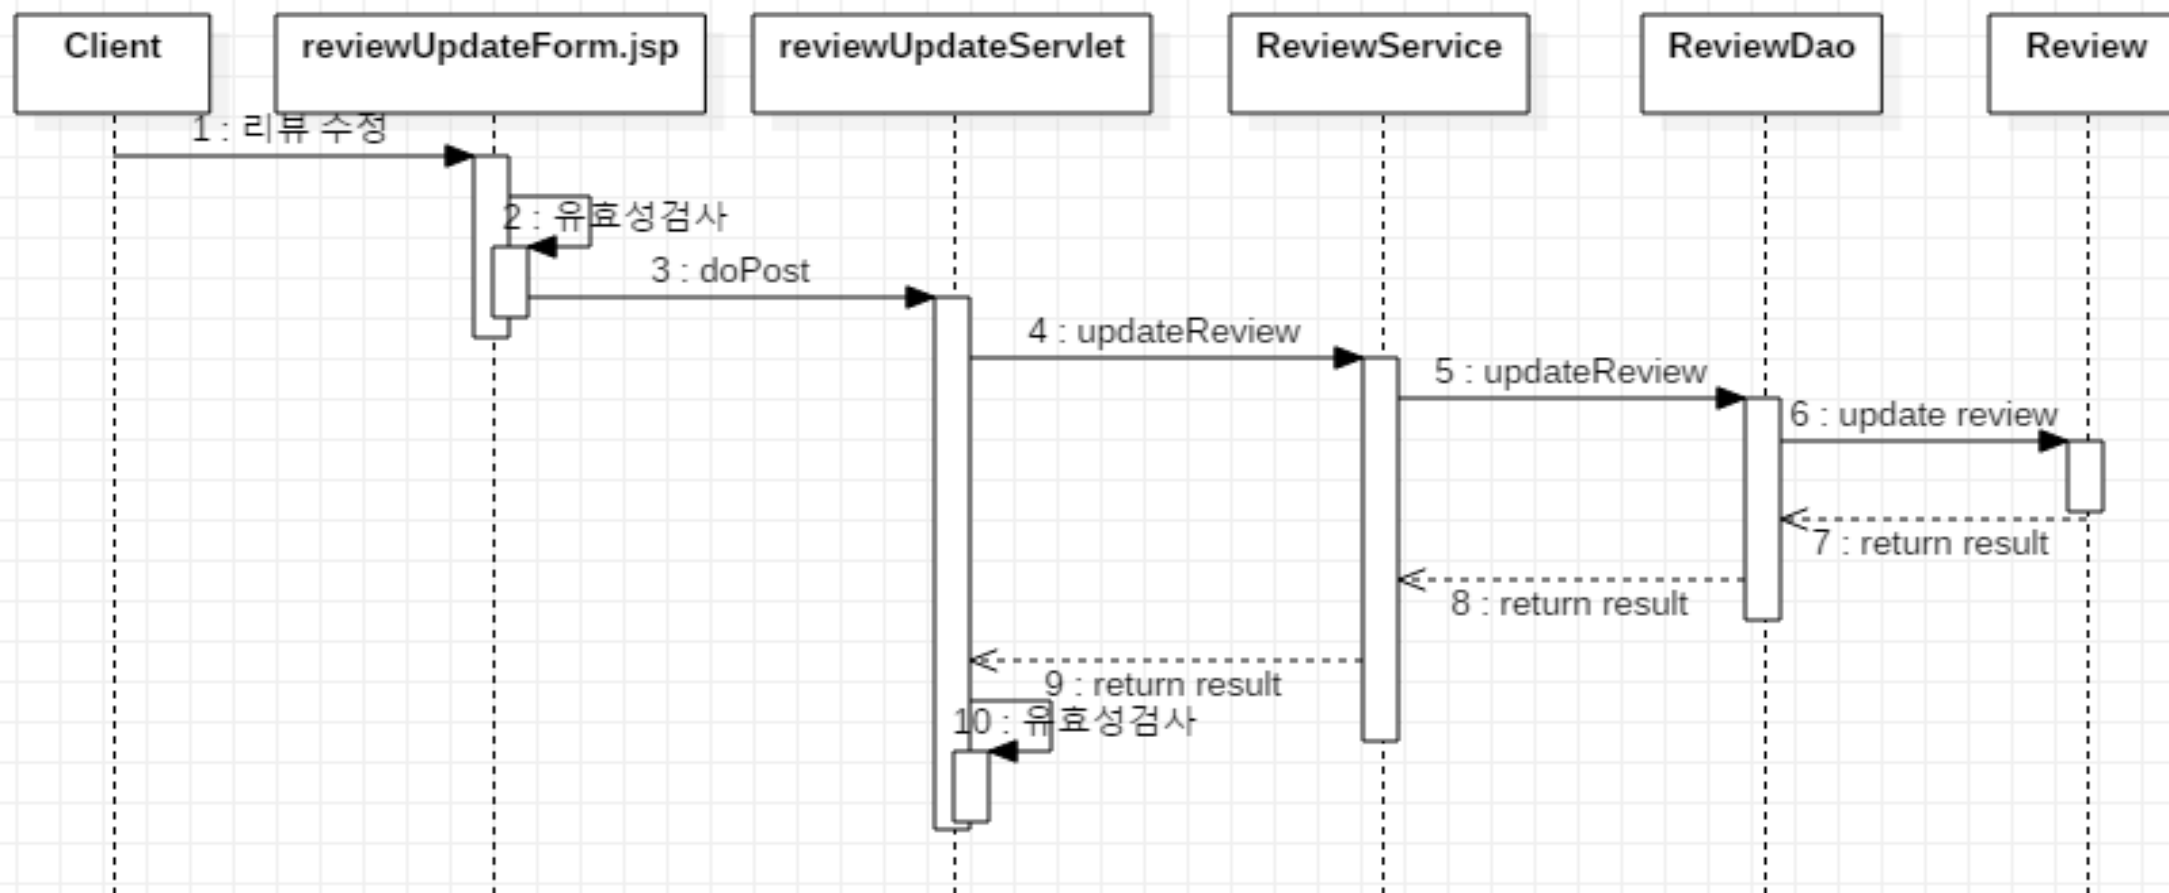 Client
reviewUpdateForm.jsp
reviewUpdateServlet
ReviewService
ReviewDao
Review
1 : 리뷰 수정
2 : 유효성검사
3 : doPost
4 : updateReview
5 : updateReview
6 : update review
7 : return result
8 : return result
9 : return result
10 : 유효성검사